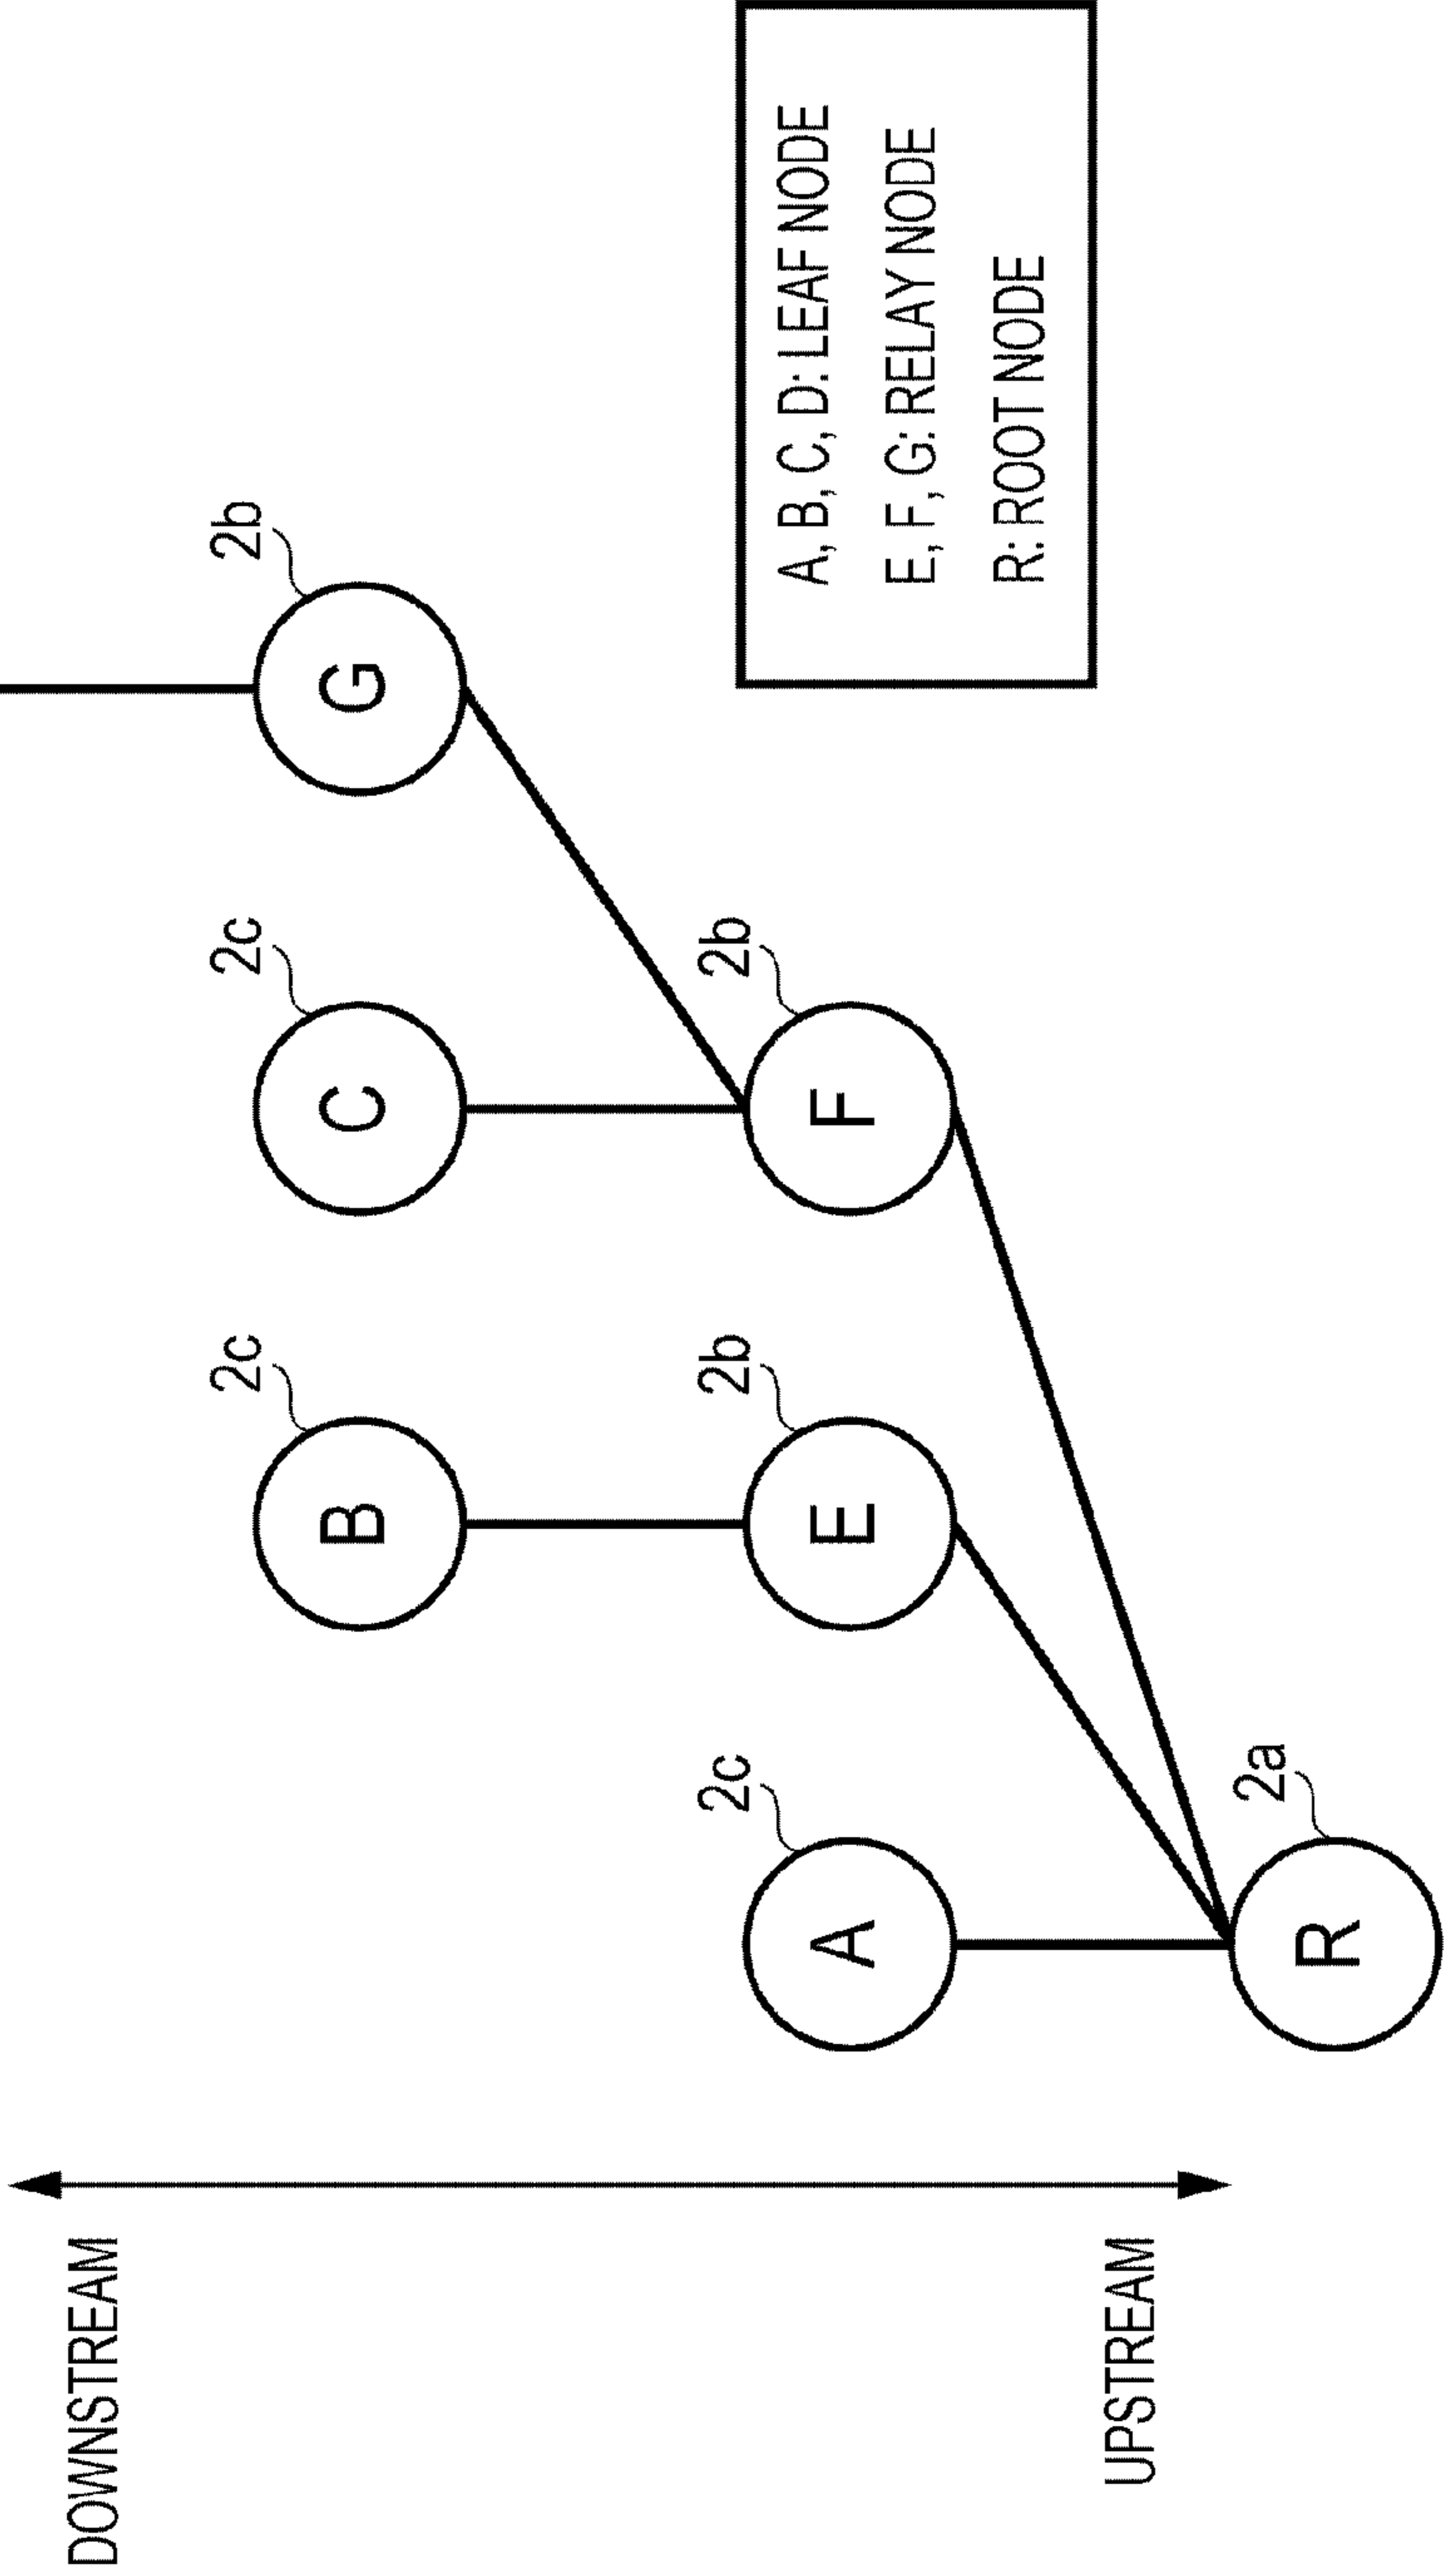 DOWNSTREAM
UPSTREAM
2c
B
2c
C
2b
G
2c
A
2b
E
2b
F
2a
R
A, B, C, D: LEAF NODE
E, F, G: RELAY NODE
R: ROOT NODE